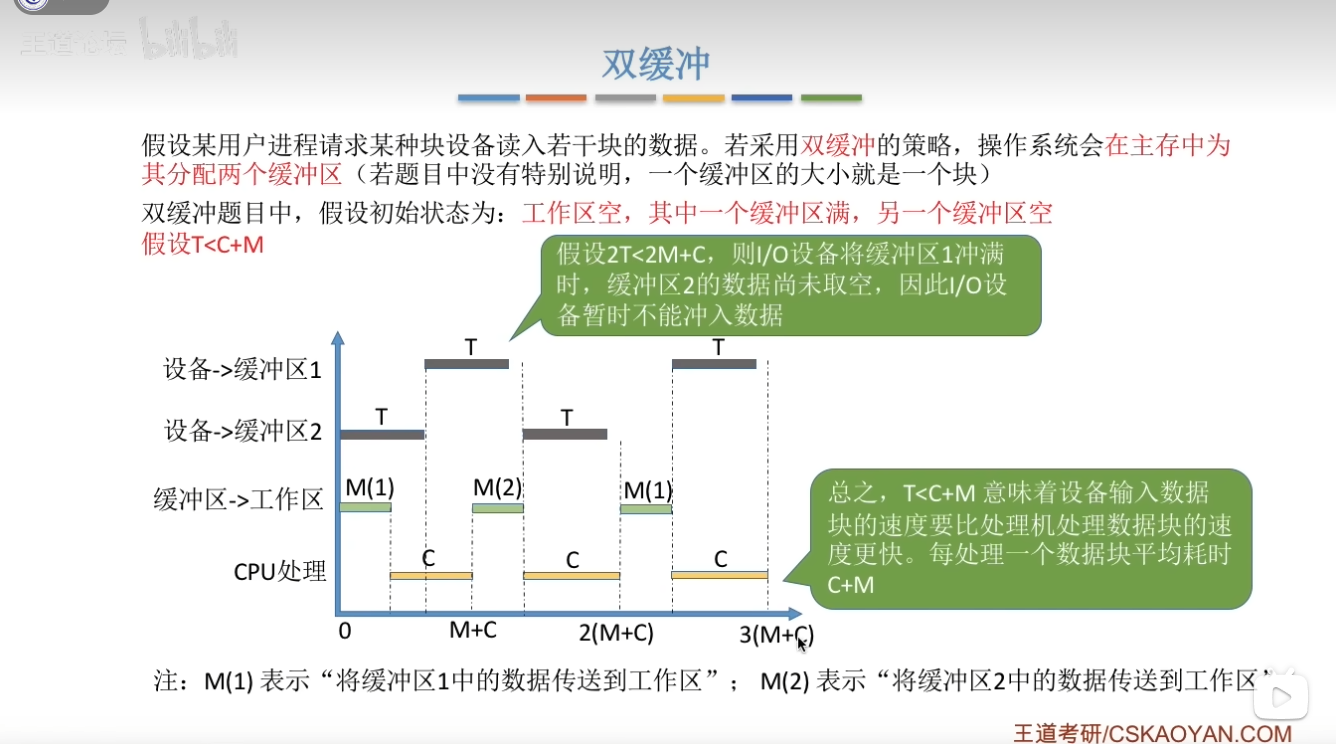 王道论坛 bilibili
双缓冲
假设某用户进程请求某种块设备读入若干块的数据。若采用双缓冲的策略，操作系统会在主存中为
其分配两个缓冲区（若题目中没有特别说明，一个缓冲区的大小就是一个块）
双缓冲题目中，假设初始状态为：工作区空，其中一个缓冲区满，另一个缓冲区空
假设T<C+M
假设2T<2M+C，则I/O设备将缓冲区1冲满
时，缓冲区2的数据尚未取空，因此I/O设
备暂时不能冲入数据
设备->缓冲区1
T
T
设备->缓冲区2
T
T
缓冲区->工作区
M(1)
M(2)
M(1)
CPU处理
C
C
C
总之，T<C+M 意味着设备输入数据
块的速度要比处理机处理数据块的速
度更快。每处理一个数据块平均耗时
C+M
0
M+C
2(M+C)
3(M+C)
注：M(1) 表示“将缓冲区1中的数据传送到工作区”； M(2) 表示“将缓冲区2中的数据传送到工作区”
王道考研/CSKAOYAN.COM